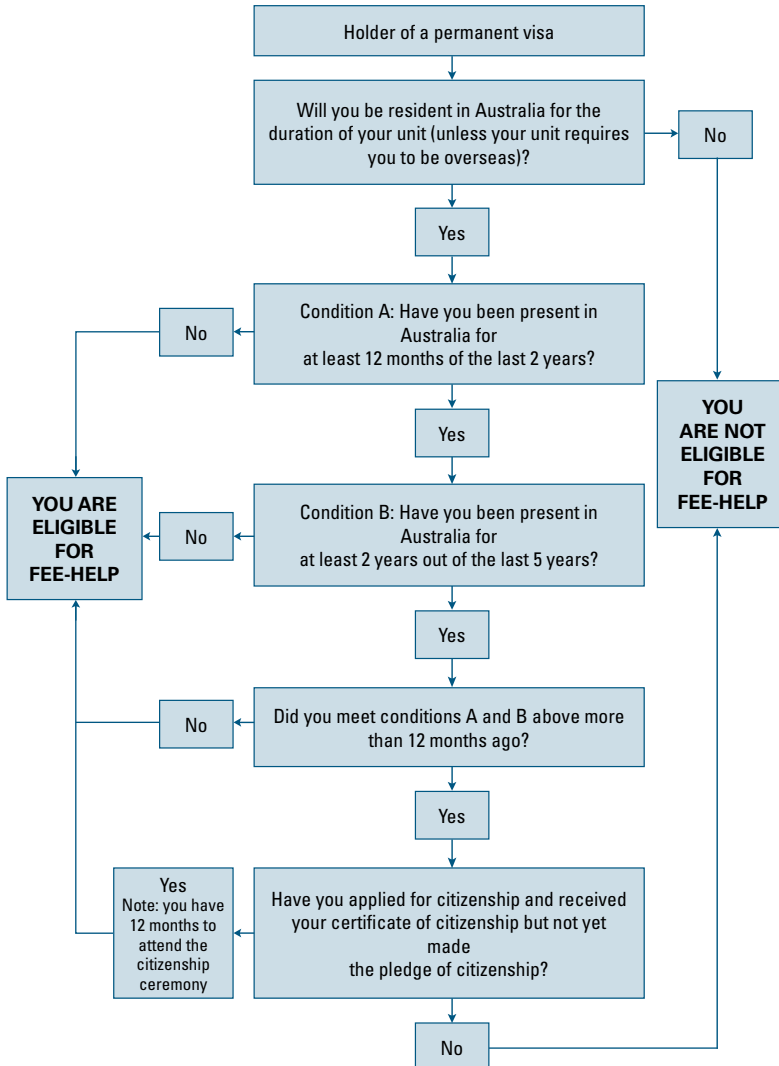 Holder of a permanent visa
Will you be resident in Australia for the
duration of your unit (unless your unit requires
you to be overseas)?
No
Yes
Condition A: Have you been present in
Australia for
at least 12 months of the last 2 years?
No
Yes
YOU
ARE NOT
ELIGIBLE
FOR
FEE-HELP
YOU ARE
ELIGIBLE
FOR
FEE-HELP
No
Condition B: Have you been present in
Australia for
at least 2 years out of the last 5 years?
Yes
No
Did you meet conditions A and B above more
than 12 months ago?
Yes
Yes
Note: you have
12 months to
attend the
citizenship
ceremony
Have you applied for citizenship and received
your certificate of citizenship but not yet
made
the pledge of citizenship?
No